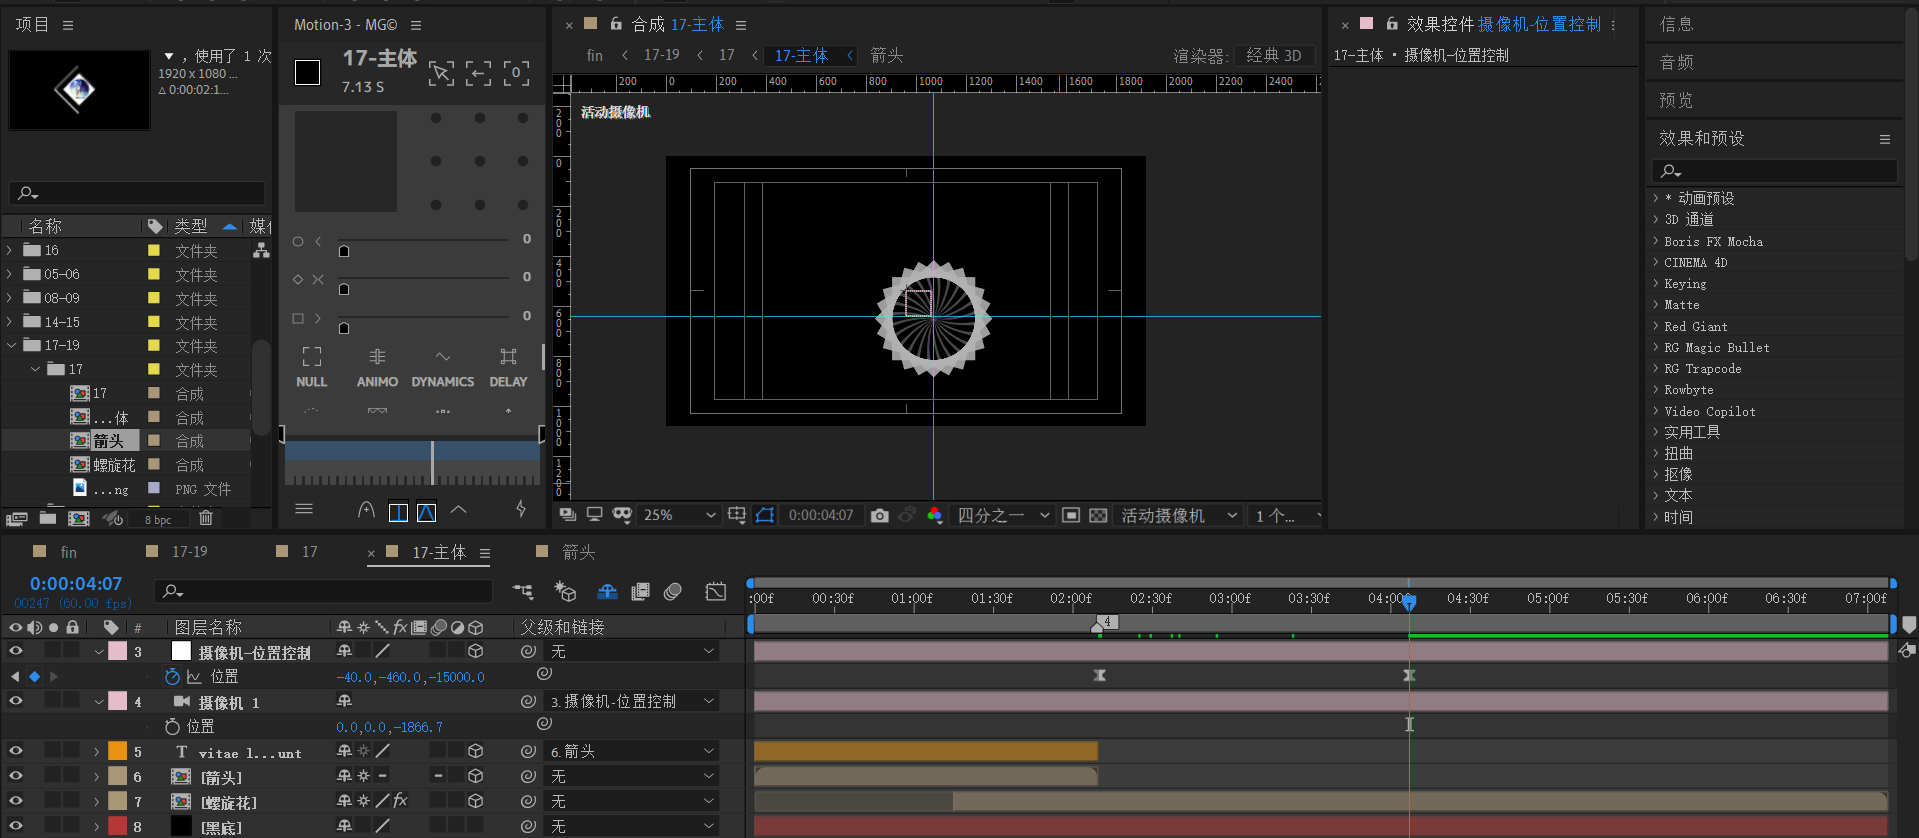 项目
, 使用了 1 次
1920 x 1080 ...
△ 0:00:02:1...
名称
类型
媒体
16
文件夹
05-06
文件夹
08-09
文件夹
14-15
文件夹
17-19
文件夹
17
文件夹
17
合成
...体
合成
箭头
合成
螺旋花
合成
...ng
PNG 文件
8 bpc
Motion-3 - MG©
17-主体
7.13 S
0
0
0
0
NULL
ANIMO
DYNAMICS
DELAY
合成 17-主体
fin
17-19
17
17-主体
箭头
渲染器:
经典 3D
200
0
200
400
600
800
1000
1200
1400
1600
1800
2000
2200
2400
200
0
200
400
600
800
1000
1200
活动摄像机
25%
0:00:04:07
四分之一
活动摄像机
1 个...
效果控件 摄像机-位置控制
17-主体 • 摄像机-位置控制
信息
音频
预览
效果和预设
* 动画预设
3D 通道
Boris FX Mocha
CINEMA 4D
Keying
Matte
Red Giant
RG Magic Bullet
RG Trapcode
Rowbyte
Video Copilot
实用工具
扭曲
抠像
文本
时间
fin
17-19
17
17-主体
箭头
0:00:04:07
00247 (60.00 fps)
:00f
00:30f
01:00f
01:30f
02:00f
02:30f
03:00f
03:30f
04:00f
04:30f
05:00f
05:30f
06:00f
06:30f
07:00f
#
图层名称
fx
父级和链接
4
3
摄像机-位置控制
无
位置
-40.0,-460.0,-15000.0
4
摄像机 1
3.摄像机-位置控制
位置
0.0,0.0,-1866.7
5
T
vitae l...unt
6.箭头
6
[箭头]
无
7
[螺旋花]
fx
无
8
[黑底]
无